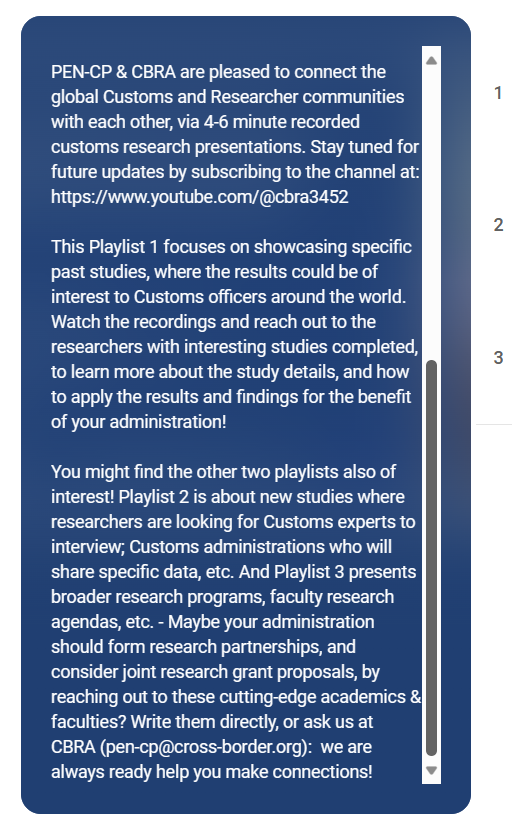 PEN-CP & CBRA are pleased to connect the
global Customs and Researcher communities
with each other, via 4-6 minute recorded
customs research presentations. Stay tuned for
future updates by subscribing to the channel at:
https://www.youtube.com/@cbra3452
This Playlist 1 focuses on showcasing specific
past studies, where the results could be of
interest to Customs officers around the world.
Watch the recordings and reach out to the
researchers with interesting studies completed,
to learn more about the study details, and how
to apply the results and findings for the benefit
of your administration!
You might find the other two playlists also of
interest! Playlist 2 is about new studies where
researchers are looking for Customs experts to
interview; Customs administrations who will
share specific data, etc. And Playlist 3 presents
broader research programs, faculty research
agendas, etc. - Maybe your administration
should form research partnerships, and
consider joint research grant proposals, by
reaching out to these cutting-edge academics &
faculties? Write them directly, or ask us at
CBRA (pen-cp@cross-border.org):  we are
always ready help you make connections!
1
2
3